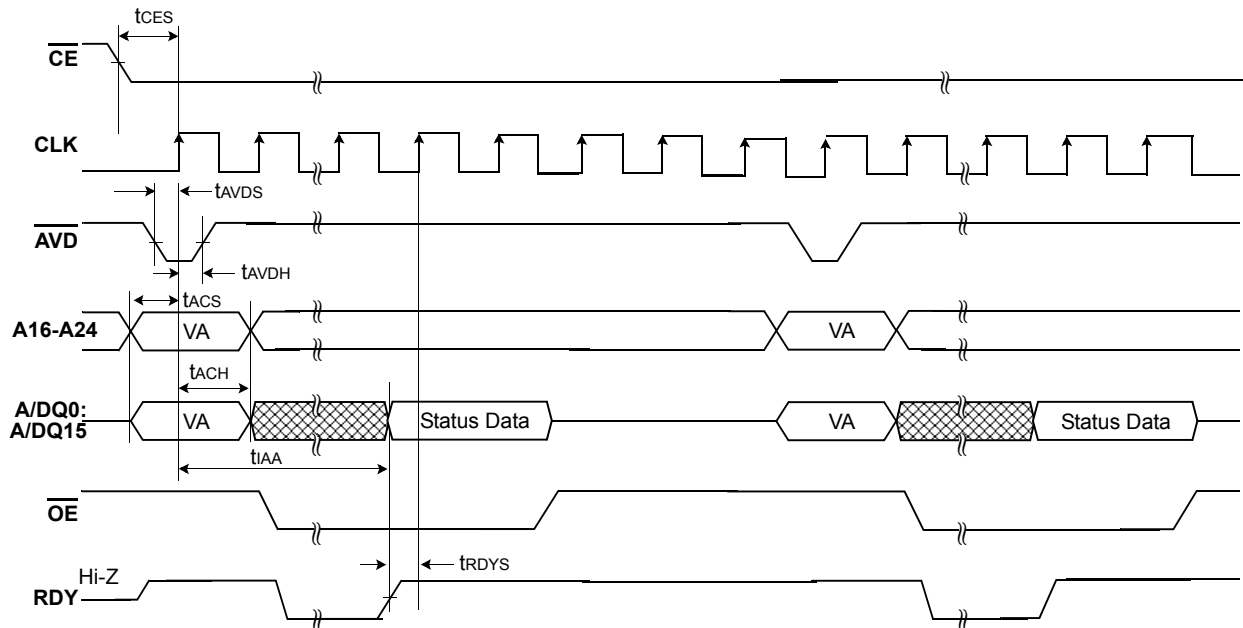 tCES
CE
CLK
tAVDS
AVD
tAVDH
tACS
A16-A24
VA
VA
tACH
A/DQ0:
A/DQ15
VA
Status Data
VA
Status Data
tIAA
OE
tRDYS
Hi-Z
RDY